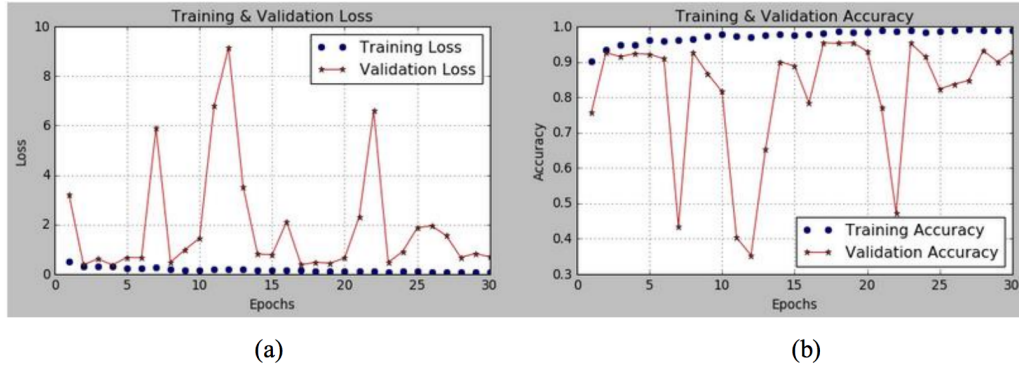 Training & Validation Loss
10
8
6
4
2
0
0
5
10
15
20
25
30
Loss
Epochs
Training Loss
Validation Loss
(a)
Training & Validation Accuracy
1.0
0.9
0.8
0.7
0.6
0.5
0.4
0.3
0
5
10
15
20
25
30
Accuracy
Epochs
Training Accuracy
Validation Accuracy
(b)